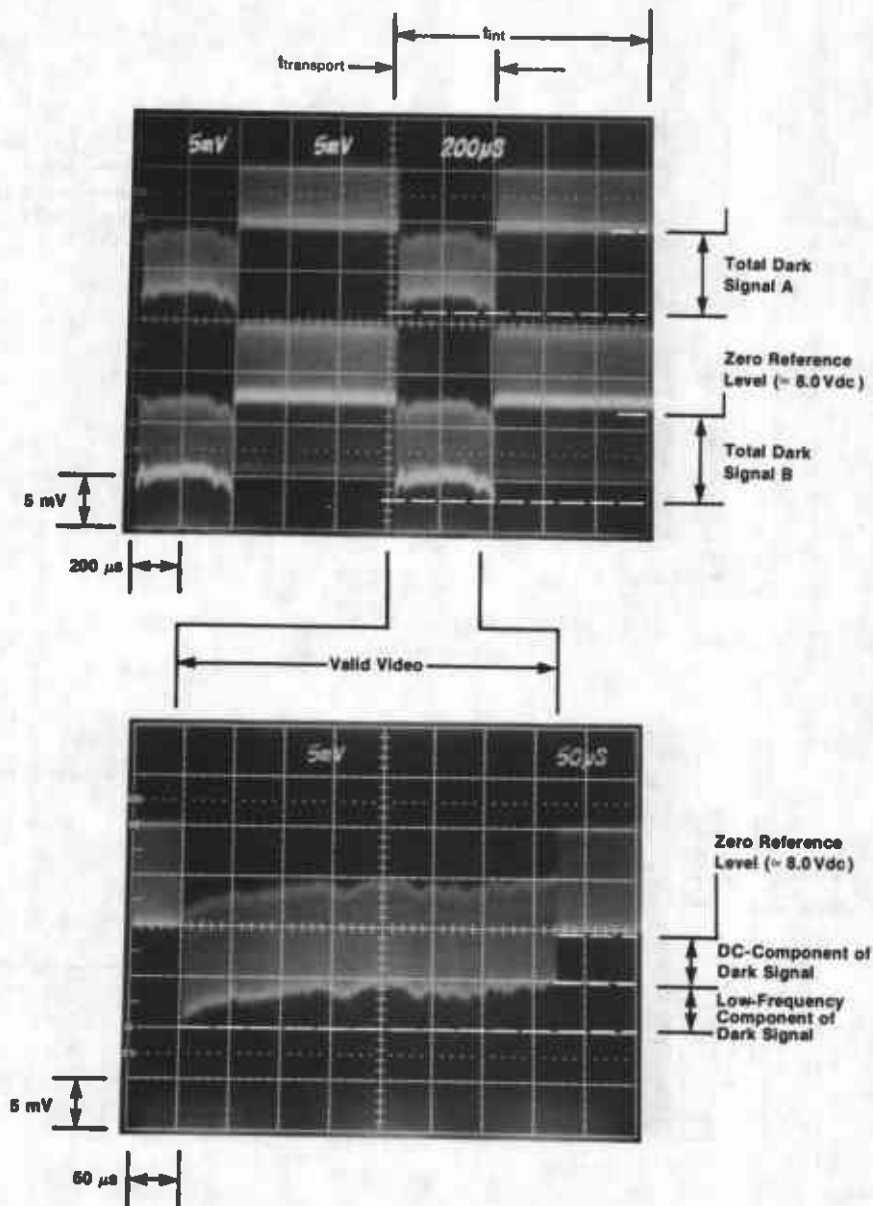 tint
ttransport
5mV 5mV 200µS
Total Dark
Signal A
Zero Reference
Level (≈ 8.0 Vdc)
Total Dark
Signal B
5 mV
200 µs
Valid Video
5mV 50µS
Zero Reference
Level (≈ 8.0 Vdc)
DC-Component of
Dark Signal
Low-Frequency
Component of
Dark Signal
5 mV
50 µs